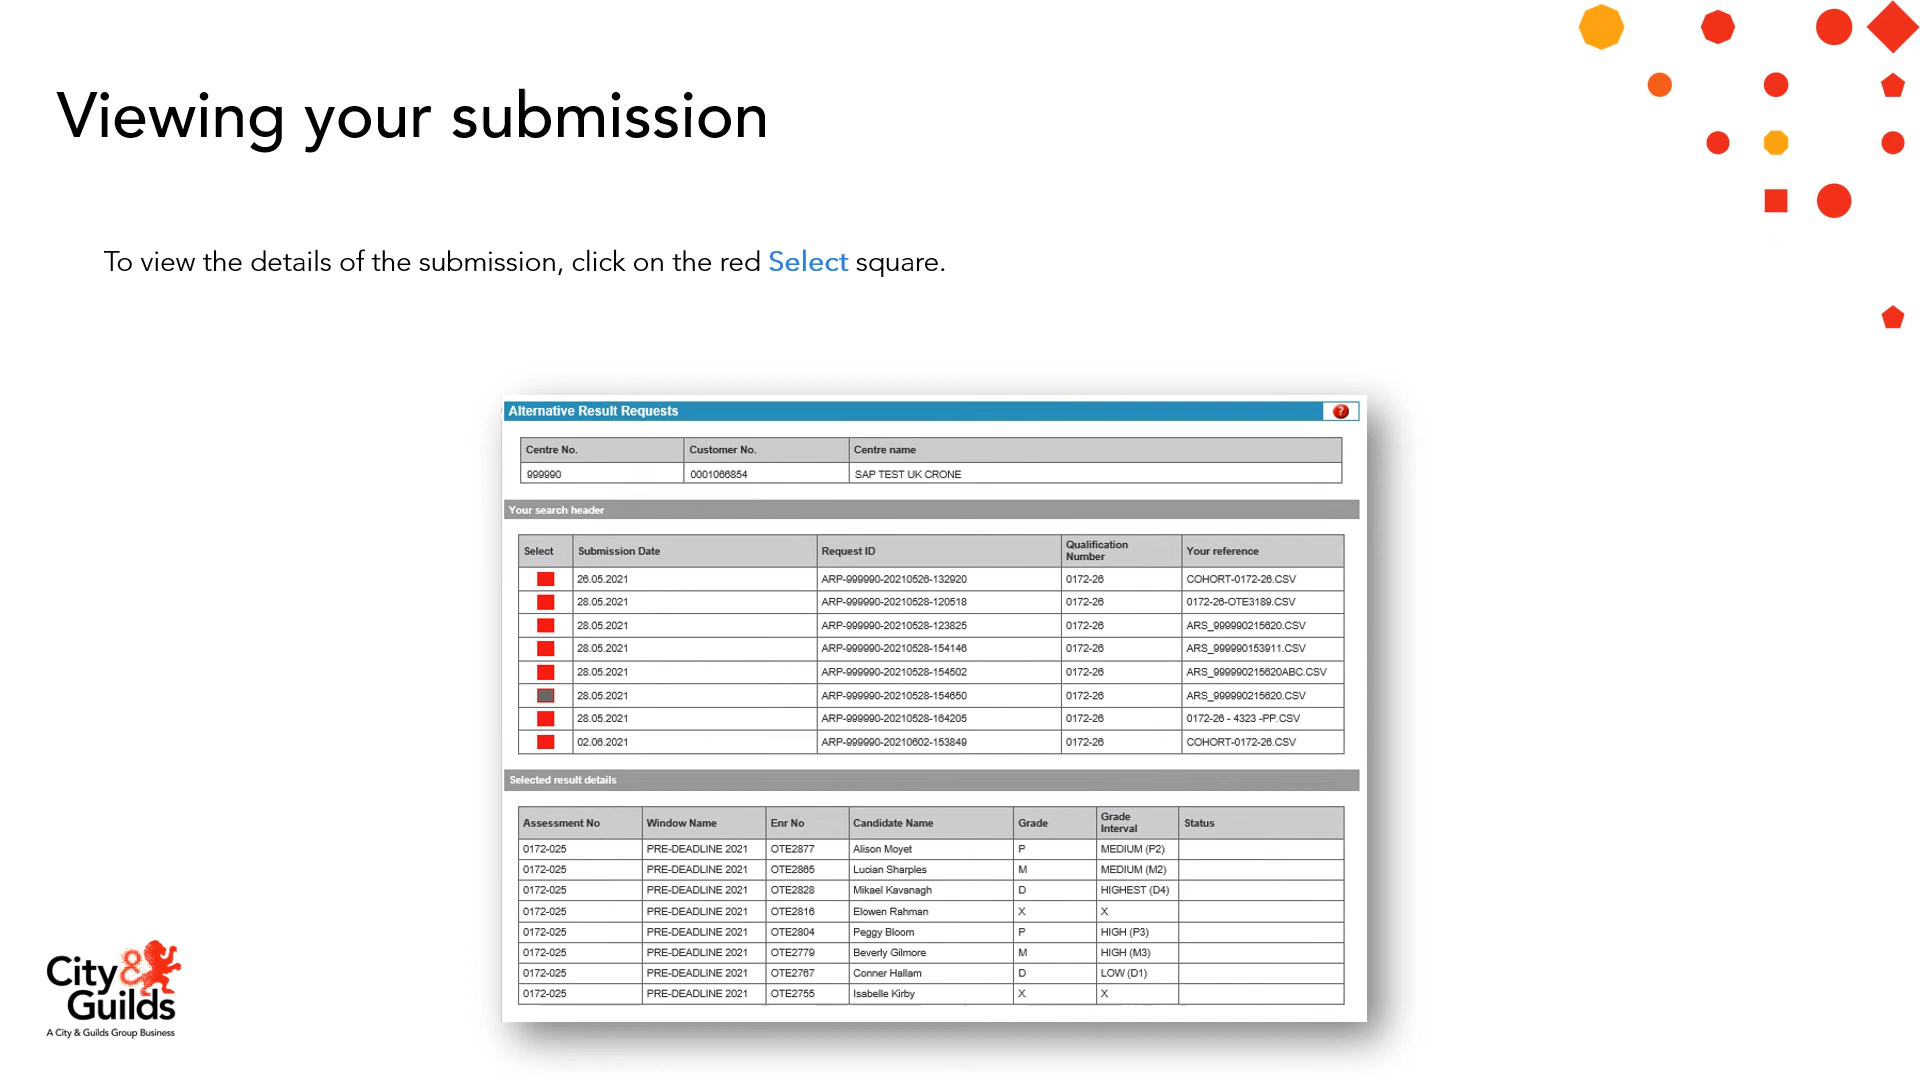 Viewing your submission
To view the details of the submission, click on the red Select square.
Alternative Result Requests ?
Centre No. Customer No. Centre name
999990 0001066854 SAP TEST UK CRONE
Your search header
Select Submission Date Request ID Qualification Number Your reference
26.05.2021 ARP-999990-20210526-132920 0172-26 COHORT-0172-26.CSV
28.05.2021 ARP-999990-20210528-120518 0172-26 0172-26-OTE3189.CSV
28.05.2021 ARP-999990-20210528-123825 0172-26 ARS_999990215620.CSV
28.05.2021 ARP-999990-20210528-154146 0172-26 ARS_999990153911.CSV
28.05.2021 ARP-999990-20210528-154502 0172-26 ARS_999990215620ABC.CSV
28.05.2021 ARP-999990-20210528-154650 0172-26 ARS_999990215620.CSV
28.05.2021 ARP-999990-20210528-164205 0172-26 0172-26 - 4323 -PP.CSV
02.06.2021 ARP-999990-20210602-153849 0172-26 COHORT-0172-26.CSV
Selected result details
Assessment No Window Name Enr No Candidate Name Grade Grade Interval Status
0172-025 PRE-DEADLINE 2021 OTE2877 Alison Moyet P MEDIUM (P2)
0172-025 PRE-DEADLINE 2021 OTE2865 Lucian Sharples M MEDIUM (M2)
0172-025 PRE-DEADLINE 2021 OTE2828 Mikael Kavanagh D HIGHEST (D4)
0172-025 PRE-DEADLINE 2021 OTE2816 Elowen Rahman X X
0172-025 PRE-DEADLINE 2021 OTE2804 Peggy Bloom P HIGH (P3)
0172-025 PRE-DEADLINE 2021 OTE2779 Beverly Gilmore M HIGH (M3)
0172-025 PRE-DEADLINE 2021 OTE2767 Conner Hallam D LOW (D1)
0172-025 PRE-DEADLINE 2021 OTE2755 Isabelle Kirby X X
City &
Guilds
A City & Guilds Group Business